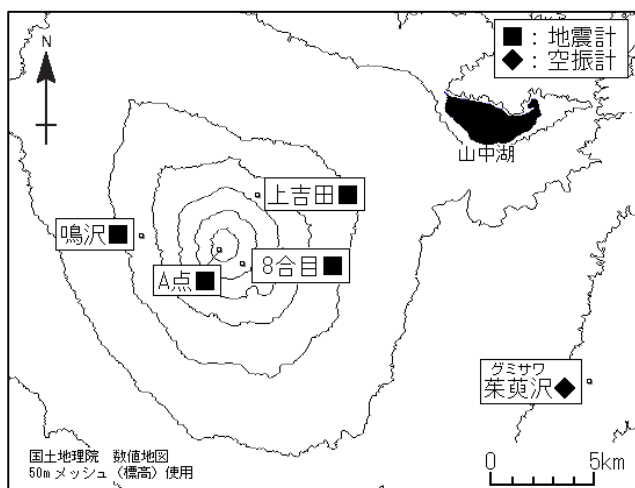 N
■：地震計
◆：空振計
山中湖
上吉田■
鳴沢■
8合目■
A点■
グミサワ
茱萸沢◆
国土地理院　数値地図
50mメッシュ（標高）使用
0 5km